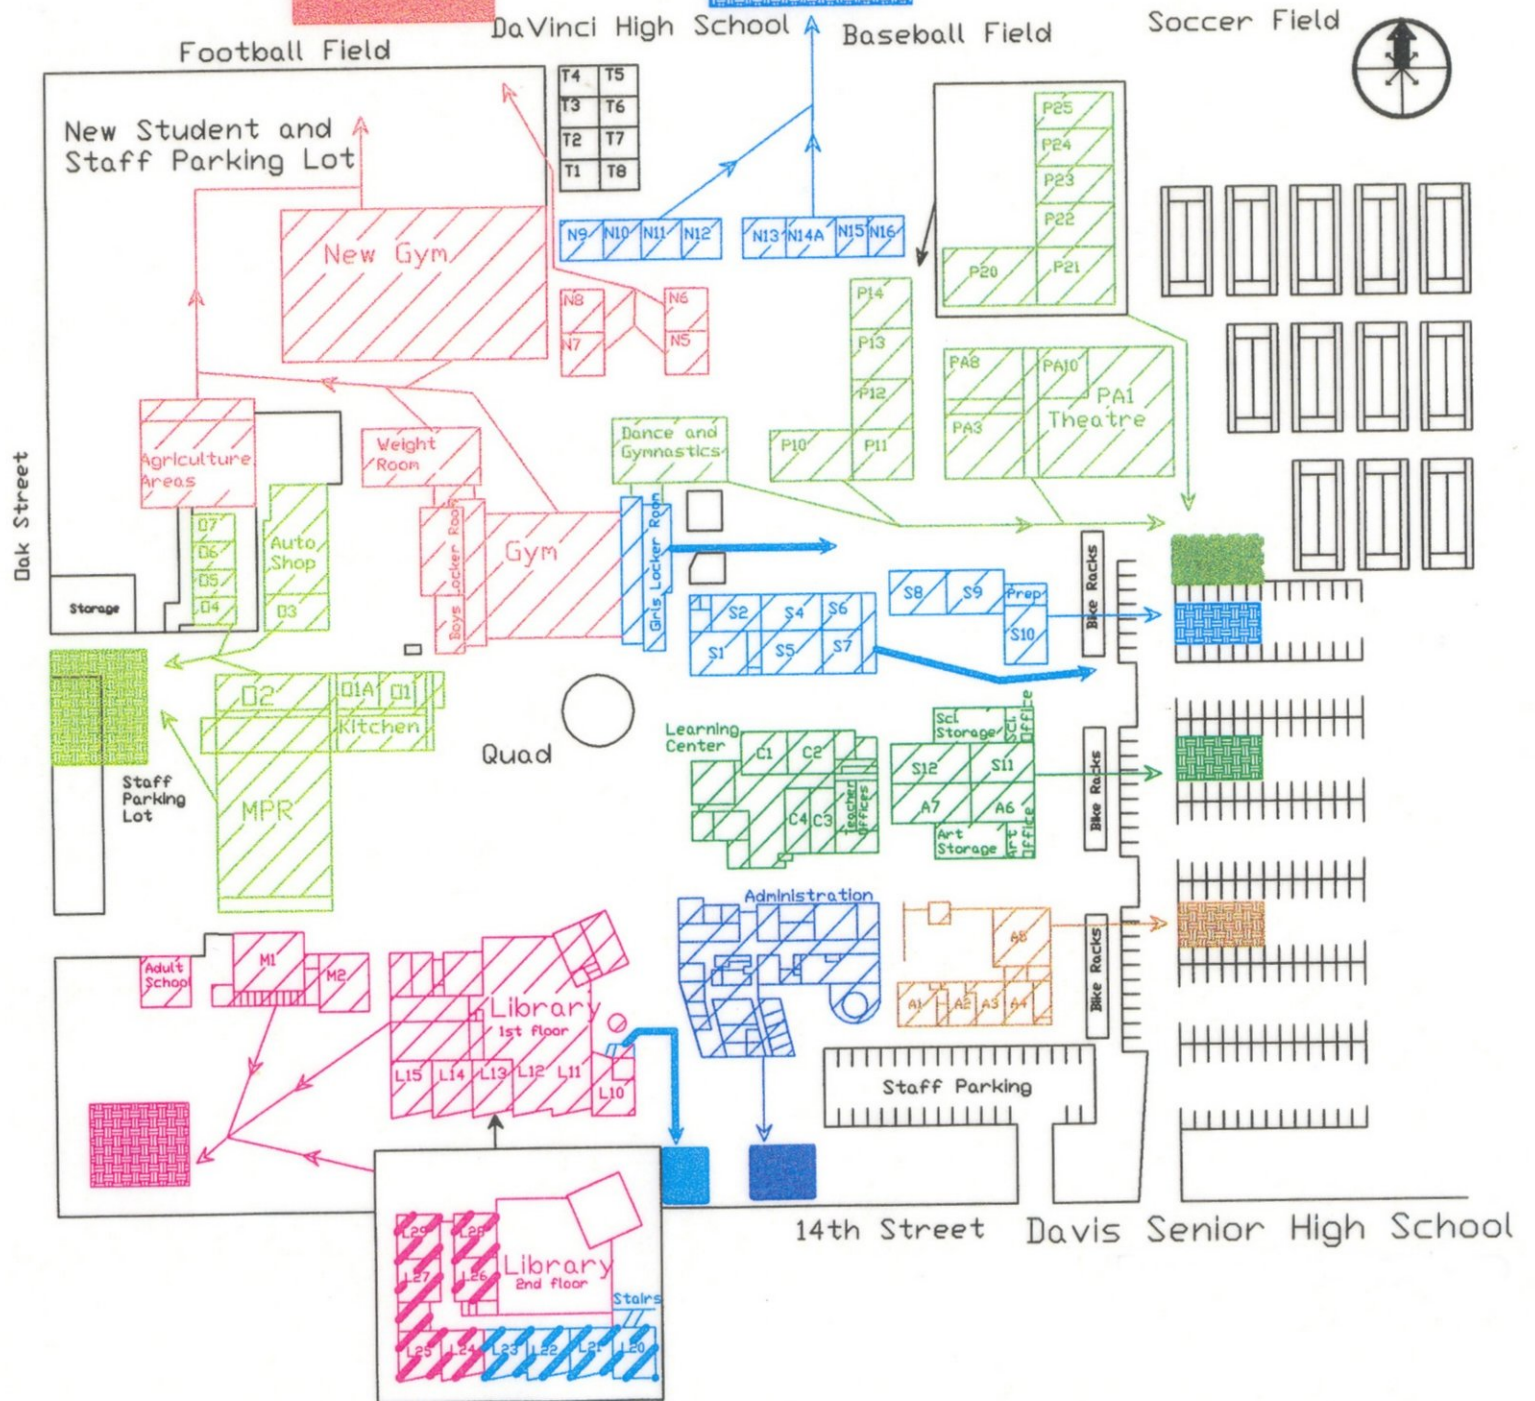 DaVinci High School
Football Field
Baseball Field
Soccer Field
New Student and
Staff Parking Lot
T4 T5
T3 T6
T2 T7
T1 T8
P25
P24
P23
P22
P20 P21
N9 N10 N11 N12
N13 N14A N15 N16
New Gym
N8 N6
N7 N5
P14
P13
P12
P10 P11
PA8 PA10
PA1
Theatre
PA3
Oak Street
Agriculture
Areas
Weight
Room
Dance and
Gymnastics
O7
O6
O5
O4
Auto
Shop
O3
Boys Locker Room
Gym
Girls Locker Room
Storage
S2 S4 S6
S1 S5 S7
S8 S9 Prep
S10
Bike Racks
O2 O1A O1
Kitchen
MPR
Quad
Staff
Parking
Lot
Learning
Center
C1 C2
C4 C3
Teacher
Offices
Sci
Storage
Sci.
Office
S12 S11
A7 A6
Art
Storage
Art
Office
Bike Racks
Administration
A5
A1 A2 A3 A4
Bike Racks
Adult
School
M1
M2
Library
1st floor
L15 L14 L13 L12 L11
L10
Staff Parking
14th Street
Davis Senior High School
L29 L28
L27 L26
Library
2nd floor
Stairs
L25 L24 L23 L22 L21 L20